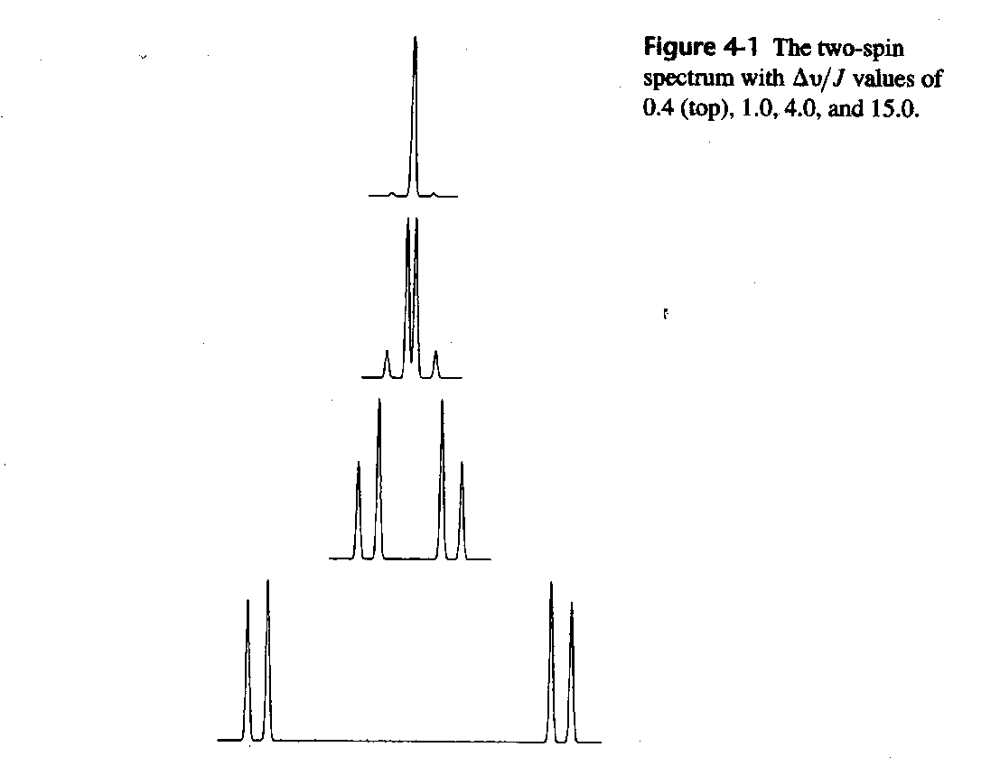 Figure 4-1 The two-spin
spectrum with Δυ/J values of
0.4 (top), 1.0, 4.0, and 15.0.